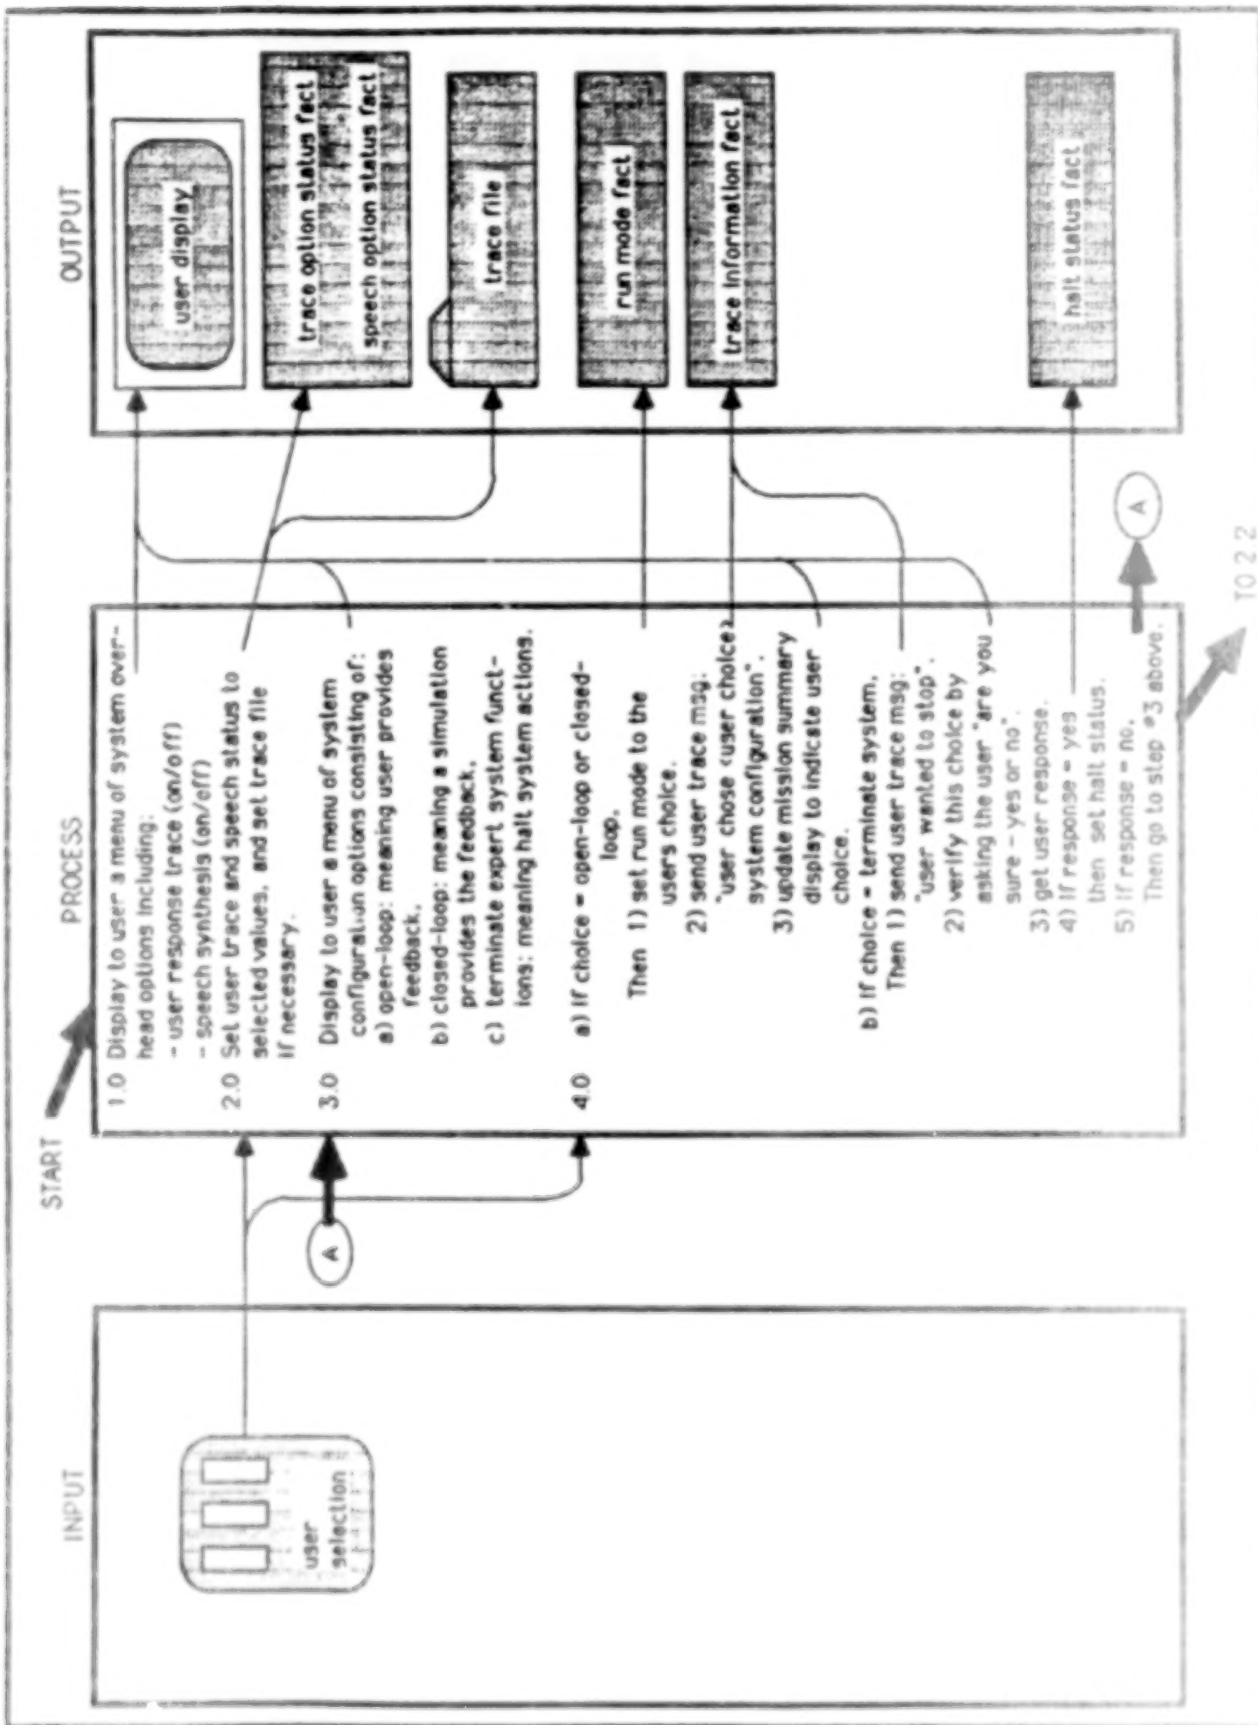 START
INPUT
PROCESS
OUTPUT
user
selection
A
1.0 Display to user a menu of system over-
head options including:
- user response trace (on/off)
- speech synthesis (on/off)
2.0 Set user trace and speech status to
selected values, and set trace file
if necessary.
3.0 Display to user a menu of system
configuration options consisting of:
a) open-loop: meaning user provides
feedback,
b) closed-loop: meaning a simulation
provides the feedback,
c) terminate expert system funct-
ions: meaning halt system actions.
4.0 a) If choice = open-loop or closed-
loop.
Then 1) set run mode to the
users choice.
2) send user trace msg:
"user chose <user choice>
system configuration".
3) update mission summary
display to indicate user
choice.
b) If choice = terminate system,
Then 1) send user trace msg:
"user wanted to stop".
2) verify this choice by
asking the user "are you
sure - yes or no".
3) get user response.
4) If response = yes
then set halt status.
5) If response = no,
Then go to step #3 above.
user display
trace option status fact
speech option status fact
trace file
run mode fact
trace information fact
halt status fact
A
TO 2.2